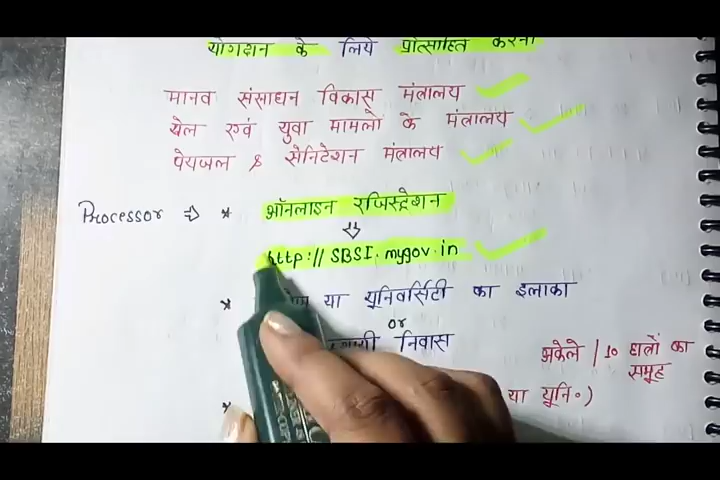 योगदान के लिये प्रोत्साहित करना
मानव संसाधन विकास मंत्रालय
खेल एवं युवा मामलो के मंत्रालय
पेयजल & सेनिटेशन मंत्रालय
Processor ⇒ * ऑनलाइन रजिस्ट्रेशन
⇓
http://SBSI.mygov.in
* या यूनिवर्सिटी का इलाका
or
निवास
अकेले / 10 छात्रों का
समूह
* या यूनि॰)